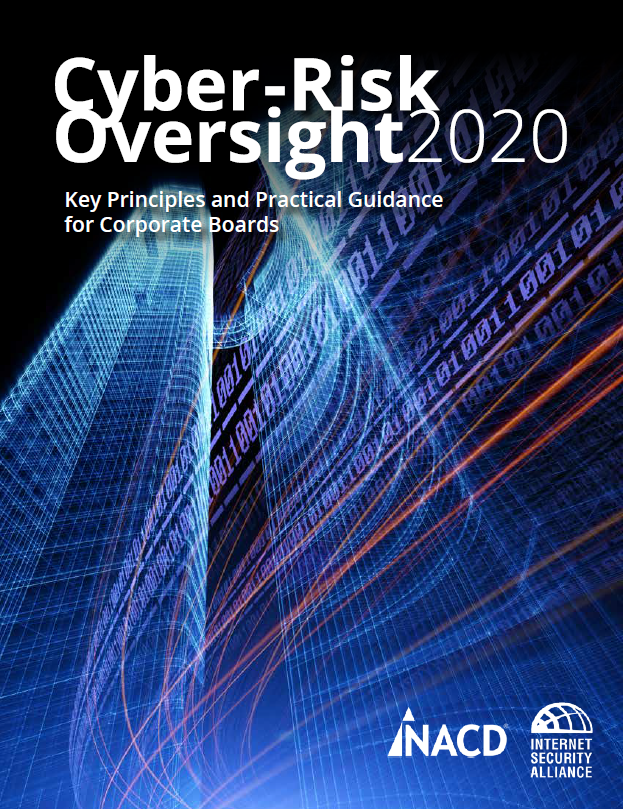 Cyber-Risk
Oversight2020
Key Principles and Practical Guidance
for Corporate Boards
NACD®
INTERNET
SECURITY
ALLIANCE